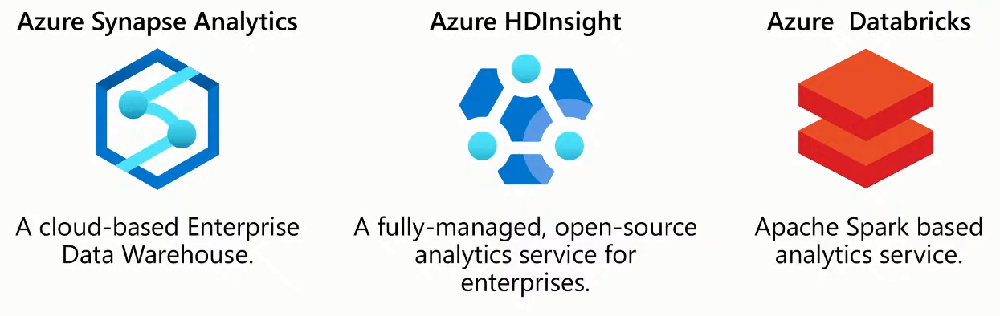 Azure Synapse Analytics
A cloud-based Enterprise
Data Warehouse.
Azure HDInsight
A fully-managed, open-source
analytics service for
enterprises.
Azure Databricks
Apache Spark based
analytics service.